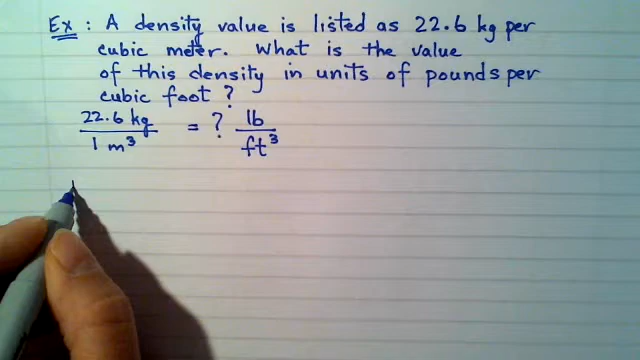 Ex: A density value is listed as 22.6 kg per
cubic meter. What is the value
of this density in units of pounds per
cubic foot?
22.6 kg / 1 m³ = ? lb / ft³